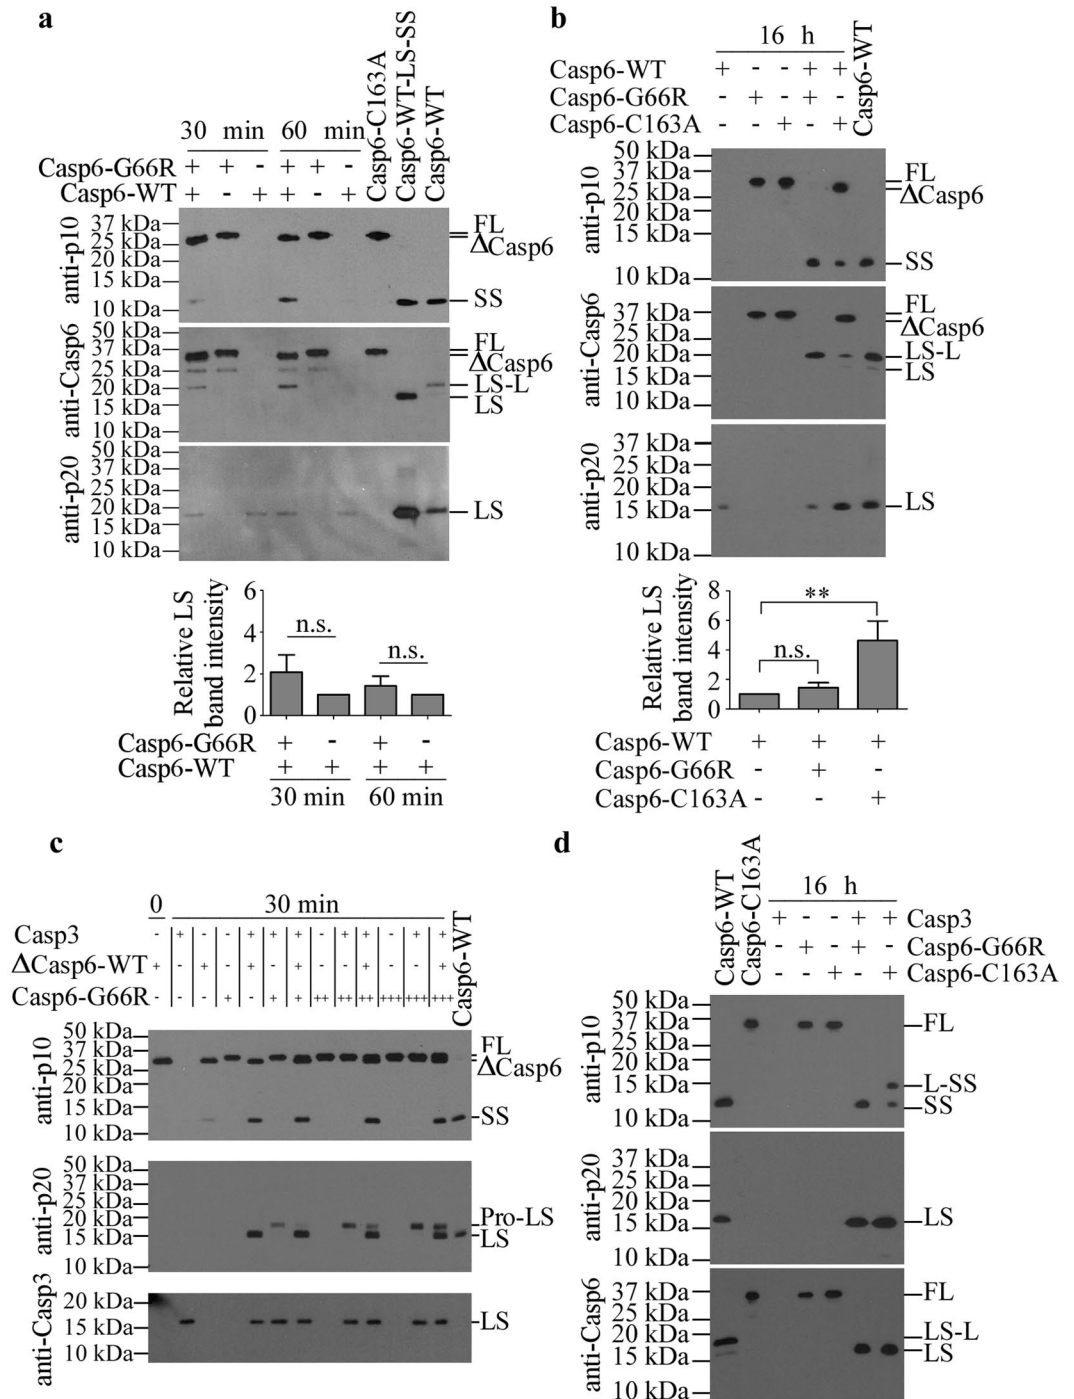 a
30 min 60 min Casp6-C163A Casp6-WT-LS-SS Casp6-WT
Casp6-G66R + + - + + -
Casp6-WT + - + + - +
anti-p10
37 kDa
25 kDa
20 kDa
15 kDa
10 kDa
FL
ΔCasp6
SS
anti-Casp6
50 kDa
37 kDa
25 kDa
20 kDa
15 kDa
10 kDa
FL
ΔCasp6
LS-L
LS
anti-p20
50 kDa
37 kDa
25 kDa
20 kDa
15 kDa
10 kDa
LS
Relative LS band intensity
6
4
2
0
n.s.
n.s.
Casp6-G66R + - + -
Casp6-WT + + + +
30 min 60 min
b
16 h Casp6-WT
Casp6-WT + - - + +
Casp6-G66R - + - + -
Casp6-C163A - - + - +
anti-p10
50 kDa
37 kDa
25 kDa
20 kDa
15 kDa
10 kDa
FL
ΔCasp6
SS
anti-Casp6
37 kDa
25 kDa
20 kDa
15 kDa
10 kDa
FL
ΔCasp6
LS-L
LS
anti-p20
37 kDa
25 kDa
20 kDa
15 kDa
10 kDa
LS
Relative LS band intensity
8
6
4
2
0
**
n.s.
Casp6-WT + + +
Casp6-G66R - + -
Casp6-C163A - - +
c
0 30 min Casp6-WT
Casp3 - + - - + + + - + + - + +
ΔCasp6-WT + - + - + - + - - + - - +
Casp6-G66R - - - + - + + ++ ++ ++ +++ +++ +++
anti-p10
50 kDa
37 kDa
25 kDa
20 kDa
15 kDa
10 kDa
FL
ΔCasp6
SS
anti-p20
50 kDa
37 kDa
25 kDa
20 kDa
15 kDa
10 kDa
Pro-LS
LS
anti-Casp3
20 kDa
15 kDa
10 kDa
LS
d
Casp6-WT Casp6-C163A 16 h
+ - - + + Casp3
- + - + - Casp6-G66R
- - + - + Casp6-C163A
anti-p10
50 kDa
37 kDa
25 kDa
20 kDa
15 kDa
10 kDa
FL
L-SS
SS
anti-p20
37 kDa
25 kDa
20 kDa
15 kDa
10 kDa
LS
anti-Casp6
37 kDa
25 kDa
20 kDa
15 kDa
10 kDa
FL
LS-L
LS